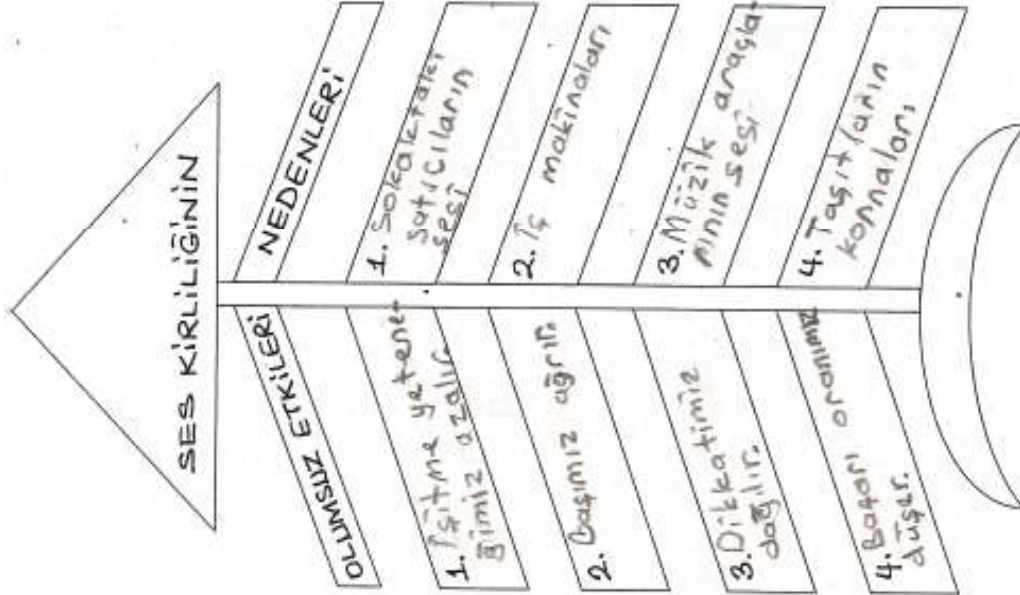 SES KİRLİLİĞİNİN
OLUMSUZ ETKİLERİ
1. İşitme yetene-
ğimiz azalır.
2. Başımız ağrır.
3. Dikkatimiz
dağılır.
4. Başarı oranımız
düşer.
NEDENLERİ
1. Sokaktaki
satıcıların
sesi
2. İş makinaları
3. Müzik araçla-
rının sesi
4. Taşıtların
kornaları